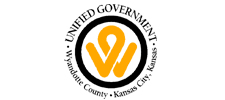 UNIFIED GOVERNMENT
• Wyandotte County • Kansas City, Kansas •